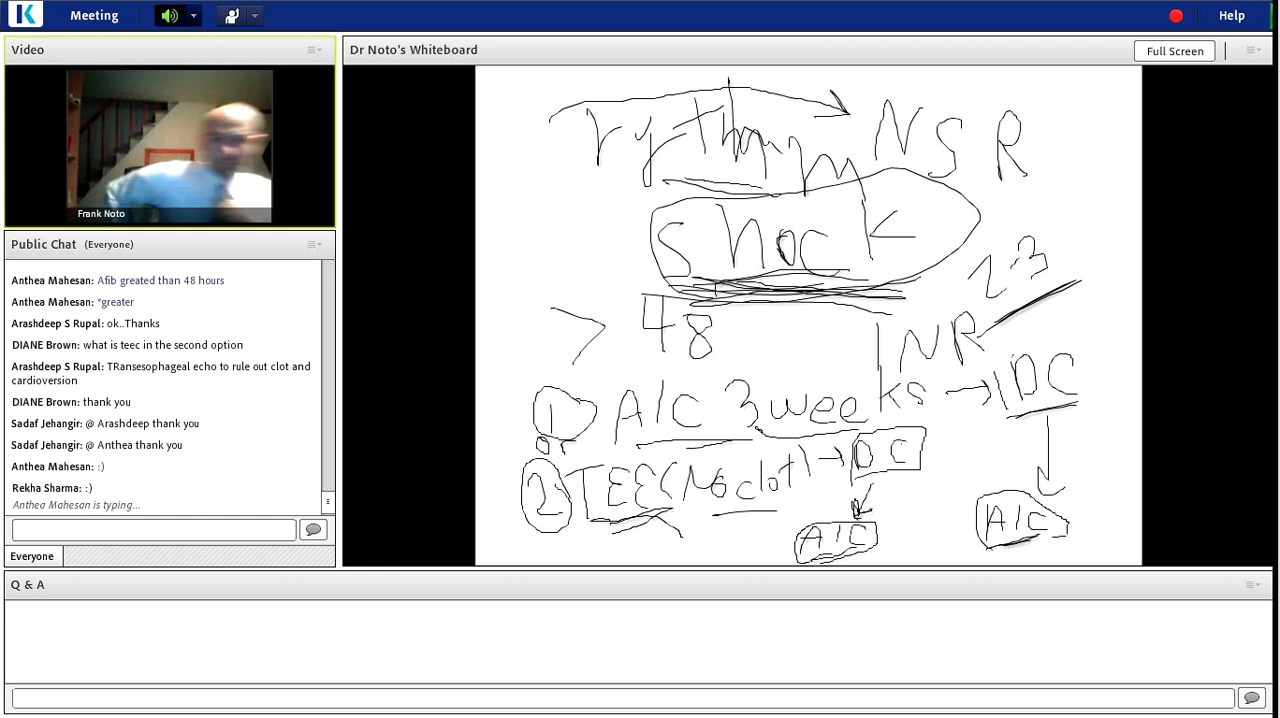 Meeting
Help
Video
Frank Noto
Public Chat (Everyone)
Anthea Mahesan: Afib greated than 48 hours
Anthea Mahesan: *greater
Arashdeep S Rupal: ok..Thanks
DIANE Brown: what is teec in the second option
Arashdeep S Rupal: TRansesophageal echo to rule out clot and
cardioversion
DIANE Brown: thank you
Sadaf Jehangir: @ Arashdeep thank you
Sadaf Jehangir: @ Anthea thank you
Anthea Mahesan: :)
Rekha Sharma: :)
Anthea Mahesan is typing...
Everyone
Dr Noto's Whiteboard
Full Screen
rythm NSR
shock
2-3
> 48
INR
1 A/C 3 weeks → DC
or
2 TEE (No clot) → DC
A/C
A/C
Q & A